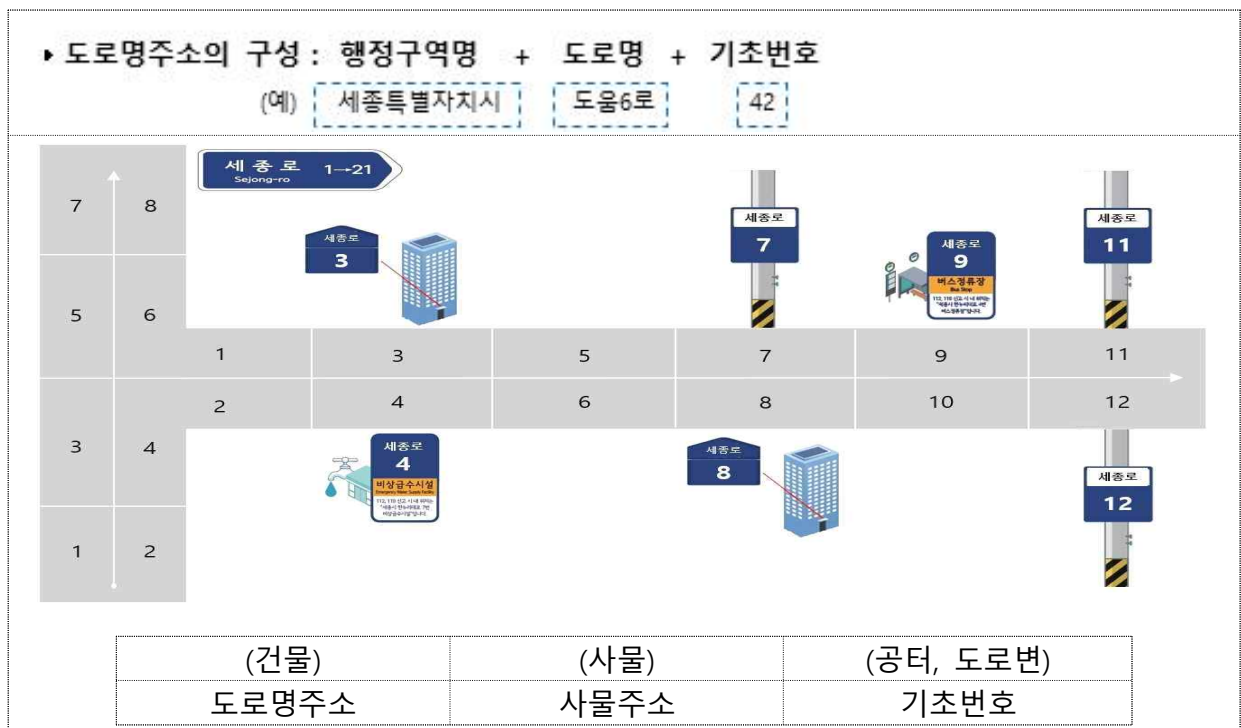 ▸ 도로명주소의 구성 : 행정구역명 + 도로명 + 기초번호
(예) 세종특별자치시 도움6로 42
세종로 1→21
Sejong-ro
7 8
세종로
3
세종로
7
세종로
9
버스정류장
Bus Stop
세종로
11
5 6
1 3 5 7 9 11
2 4 6 8 10 12
3 4
세종로
4
비상급수시설
Emergency Water Supply Facility
세종로
8
세종로
12
1 2
(건물) (사물) (공터, 도로변)
도로명주소 사물주소 기초번호